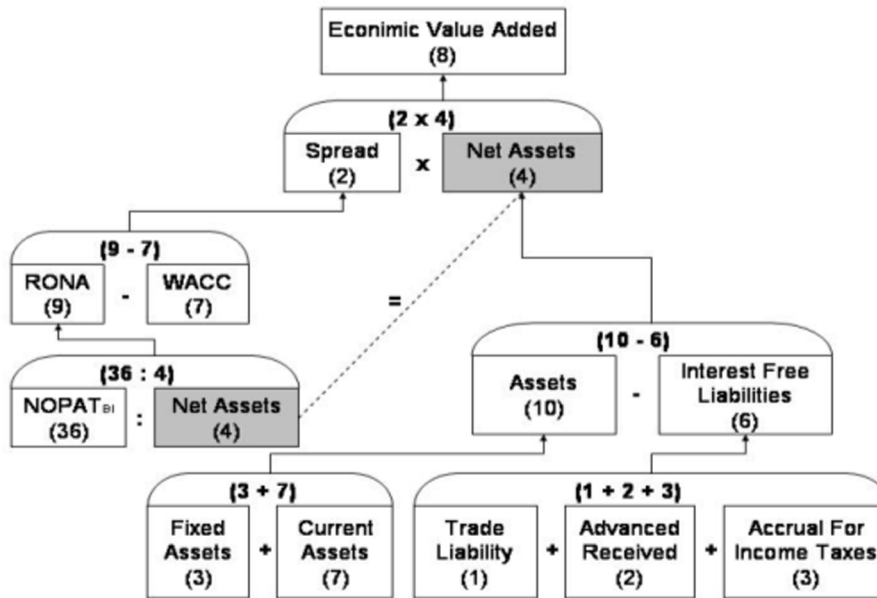 Econimic Value Added
(8)
(2 x 4)
Spread
(2)
x
Net Assets
(4)
(9 - 7)
RONA
(9)
-
WACC
(7)
=
(36 : 4)
NOPATBI
(36)
:
Net Assets
(4)
(10 - 6)
Assets
(10)
-
Interest Free
Liabilities
(6)
(3 + 7)
Fixed
Assets
(3)
+
Current
Assets
(7)
(1 + 2 + 3)
Trade
Liability
(1)
+
Advanced
Received
(2)
+
Accrual For
Income Taxes
(3)